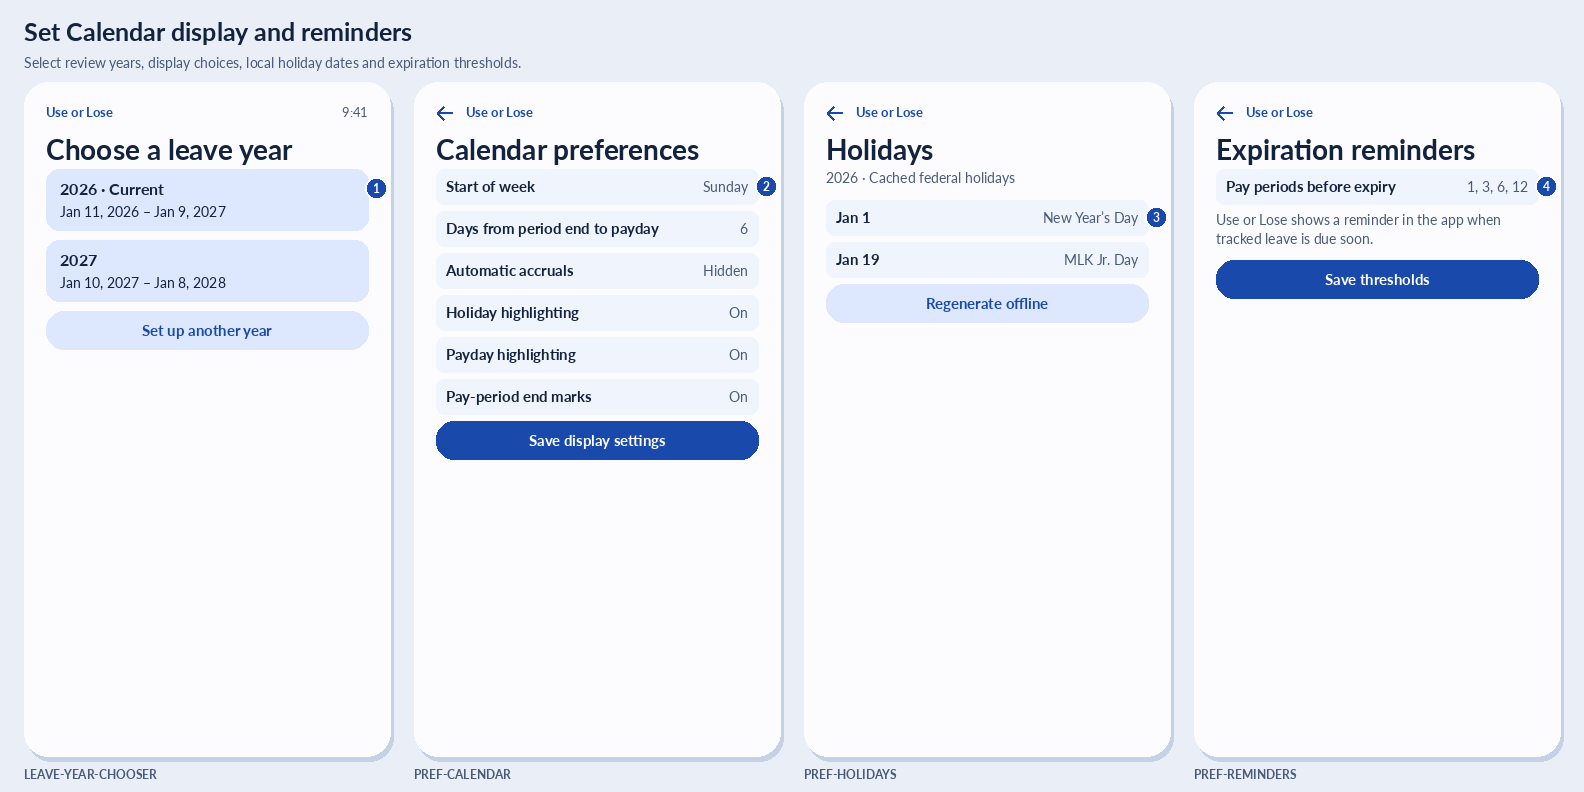 Set Calendar display and reminders
Select review years, display choices, local holiday dates and expiration thresholds.
Use or Lose 9:41
Choose a leave year
2026 · Current
Jan 11, 2026 – Jan 9, 2027
1
2027
Jan 10, 2027 – Jan 8, 2028
Set up another year
LEAVE-YEAR-CHOOSER
Use or Lose
Calendar preferences
Start of week Sunday 2
Days from period end to payday 6
Automatic accruals Hidden
Holiday highlighting On
Payday highlighting On
Pay-period end marks On
Save display settings
PREF-CALENDAR
Use or Lose
Holidays
2026 · Cached federal holidays
Jan 1 New Year's Day 3
Jan 19 MLK Jr. Day
Regenerate offline
PREF-HOLIDAYS
Use or Lose
Expiration reminders
Pay periods before expiry 1, 3, 6, 12 4
Use or Lose shows a reminder in the app when
tracked leave is due soon.
Save thresholds
PREF-REMINDERS